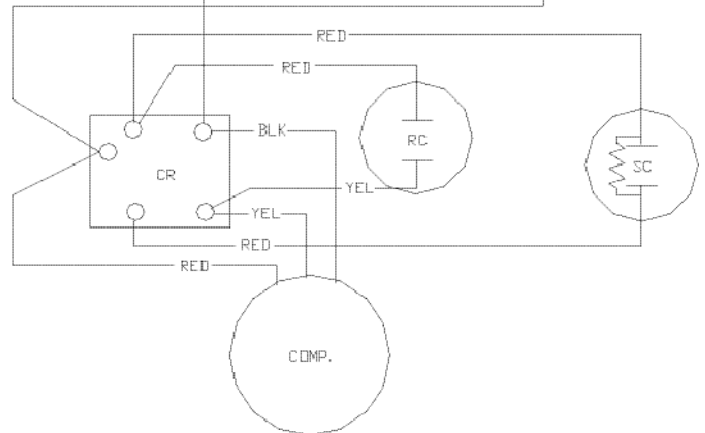 RED
RED
BLK
RC
SC
CR
YEL
YEL
RED
RED
COMP.